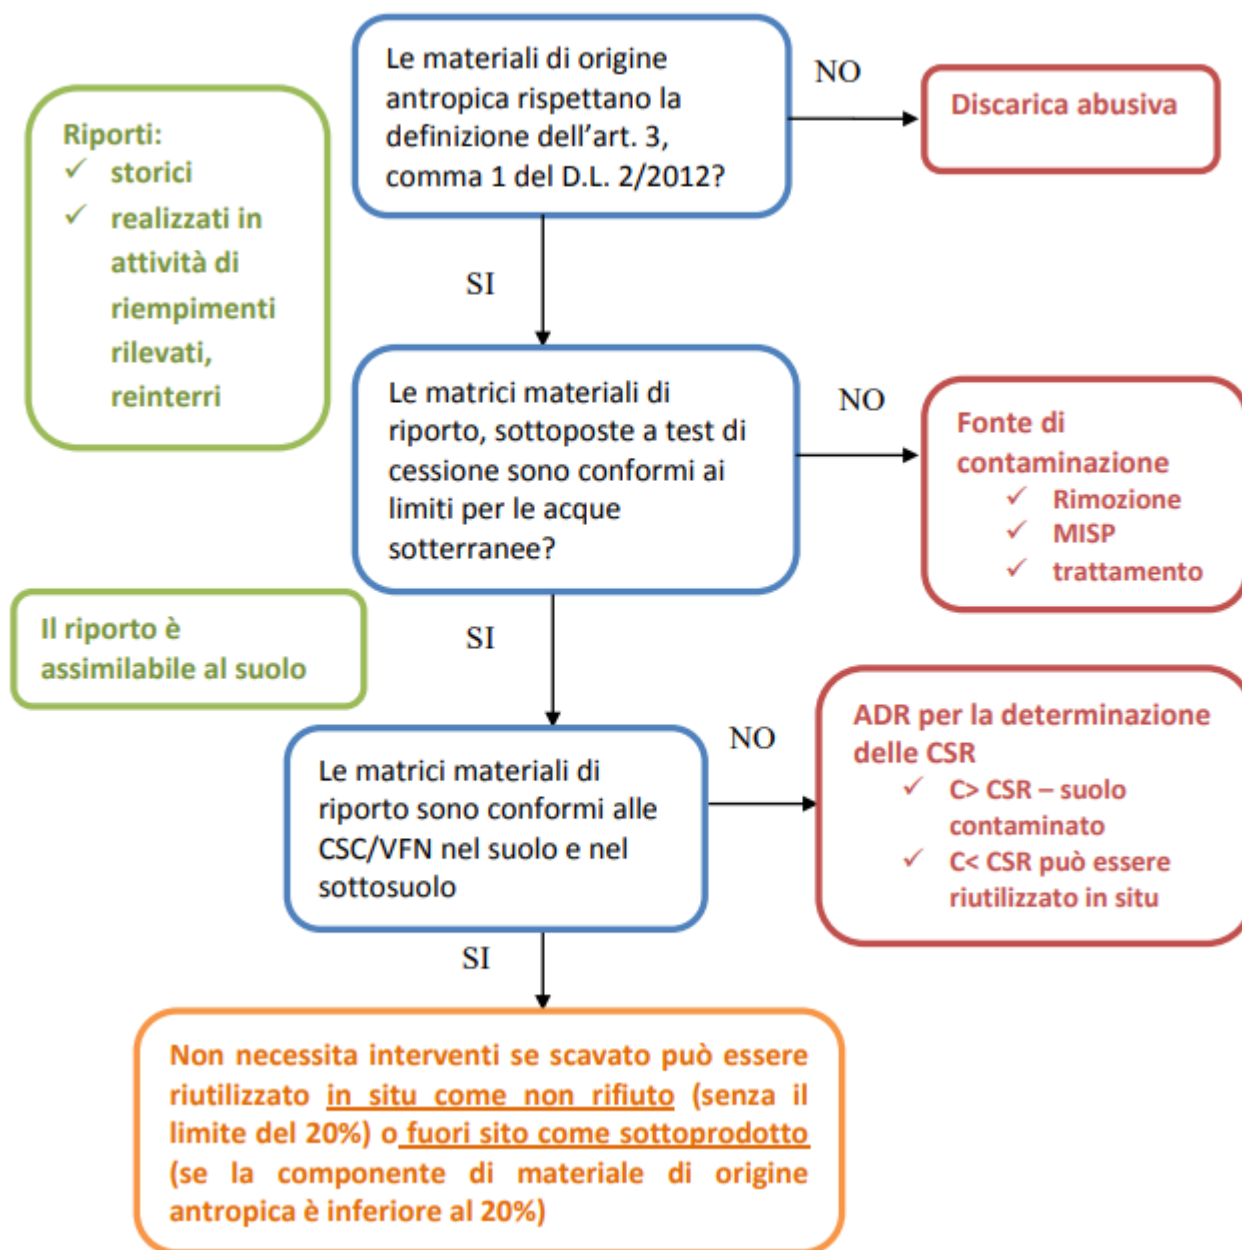 Le materiali di origine
antropica rispettano la
definizione dell'art. 3,
comma 1 del D.L. 2/2012?
NO
Discarica abusiva
Riporti:
✓ storici
✓ realizzati in
attività di
riempimenti
rilevati,
reinterri
SI
Le matrici materiali di
riporto, sottoposte a test di
cessione sono conformi ai
limiti per le acque
sotterranee?
NO
Fonte di
contaminazione
✓ Rimozione
✓ MISP
✓ trattamento
Il riporto è
assimilabile al suolo
SI
Le matrici materiali di
riporto sono conformi alle
CSC/VFN nel suolo e nel
sottosuolo
NO
ADR per la determinazione
delle CSR
✓ C> CSR – suolo
contaminato
✓ C< CSR può essere
riutilizzato in situ
SI
Non necessita interventi se scavato può essere
riutilizzato in situ come non rifiuto (senza il
limite del 20%) o fuori sito come sottoprodotto
(se la componente di materiale di origine
antropica è inferiore al 20%)